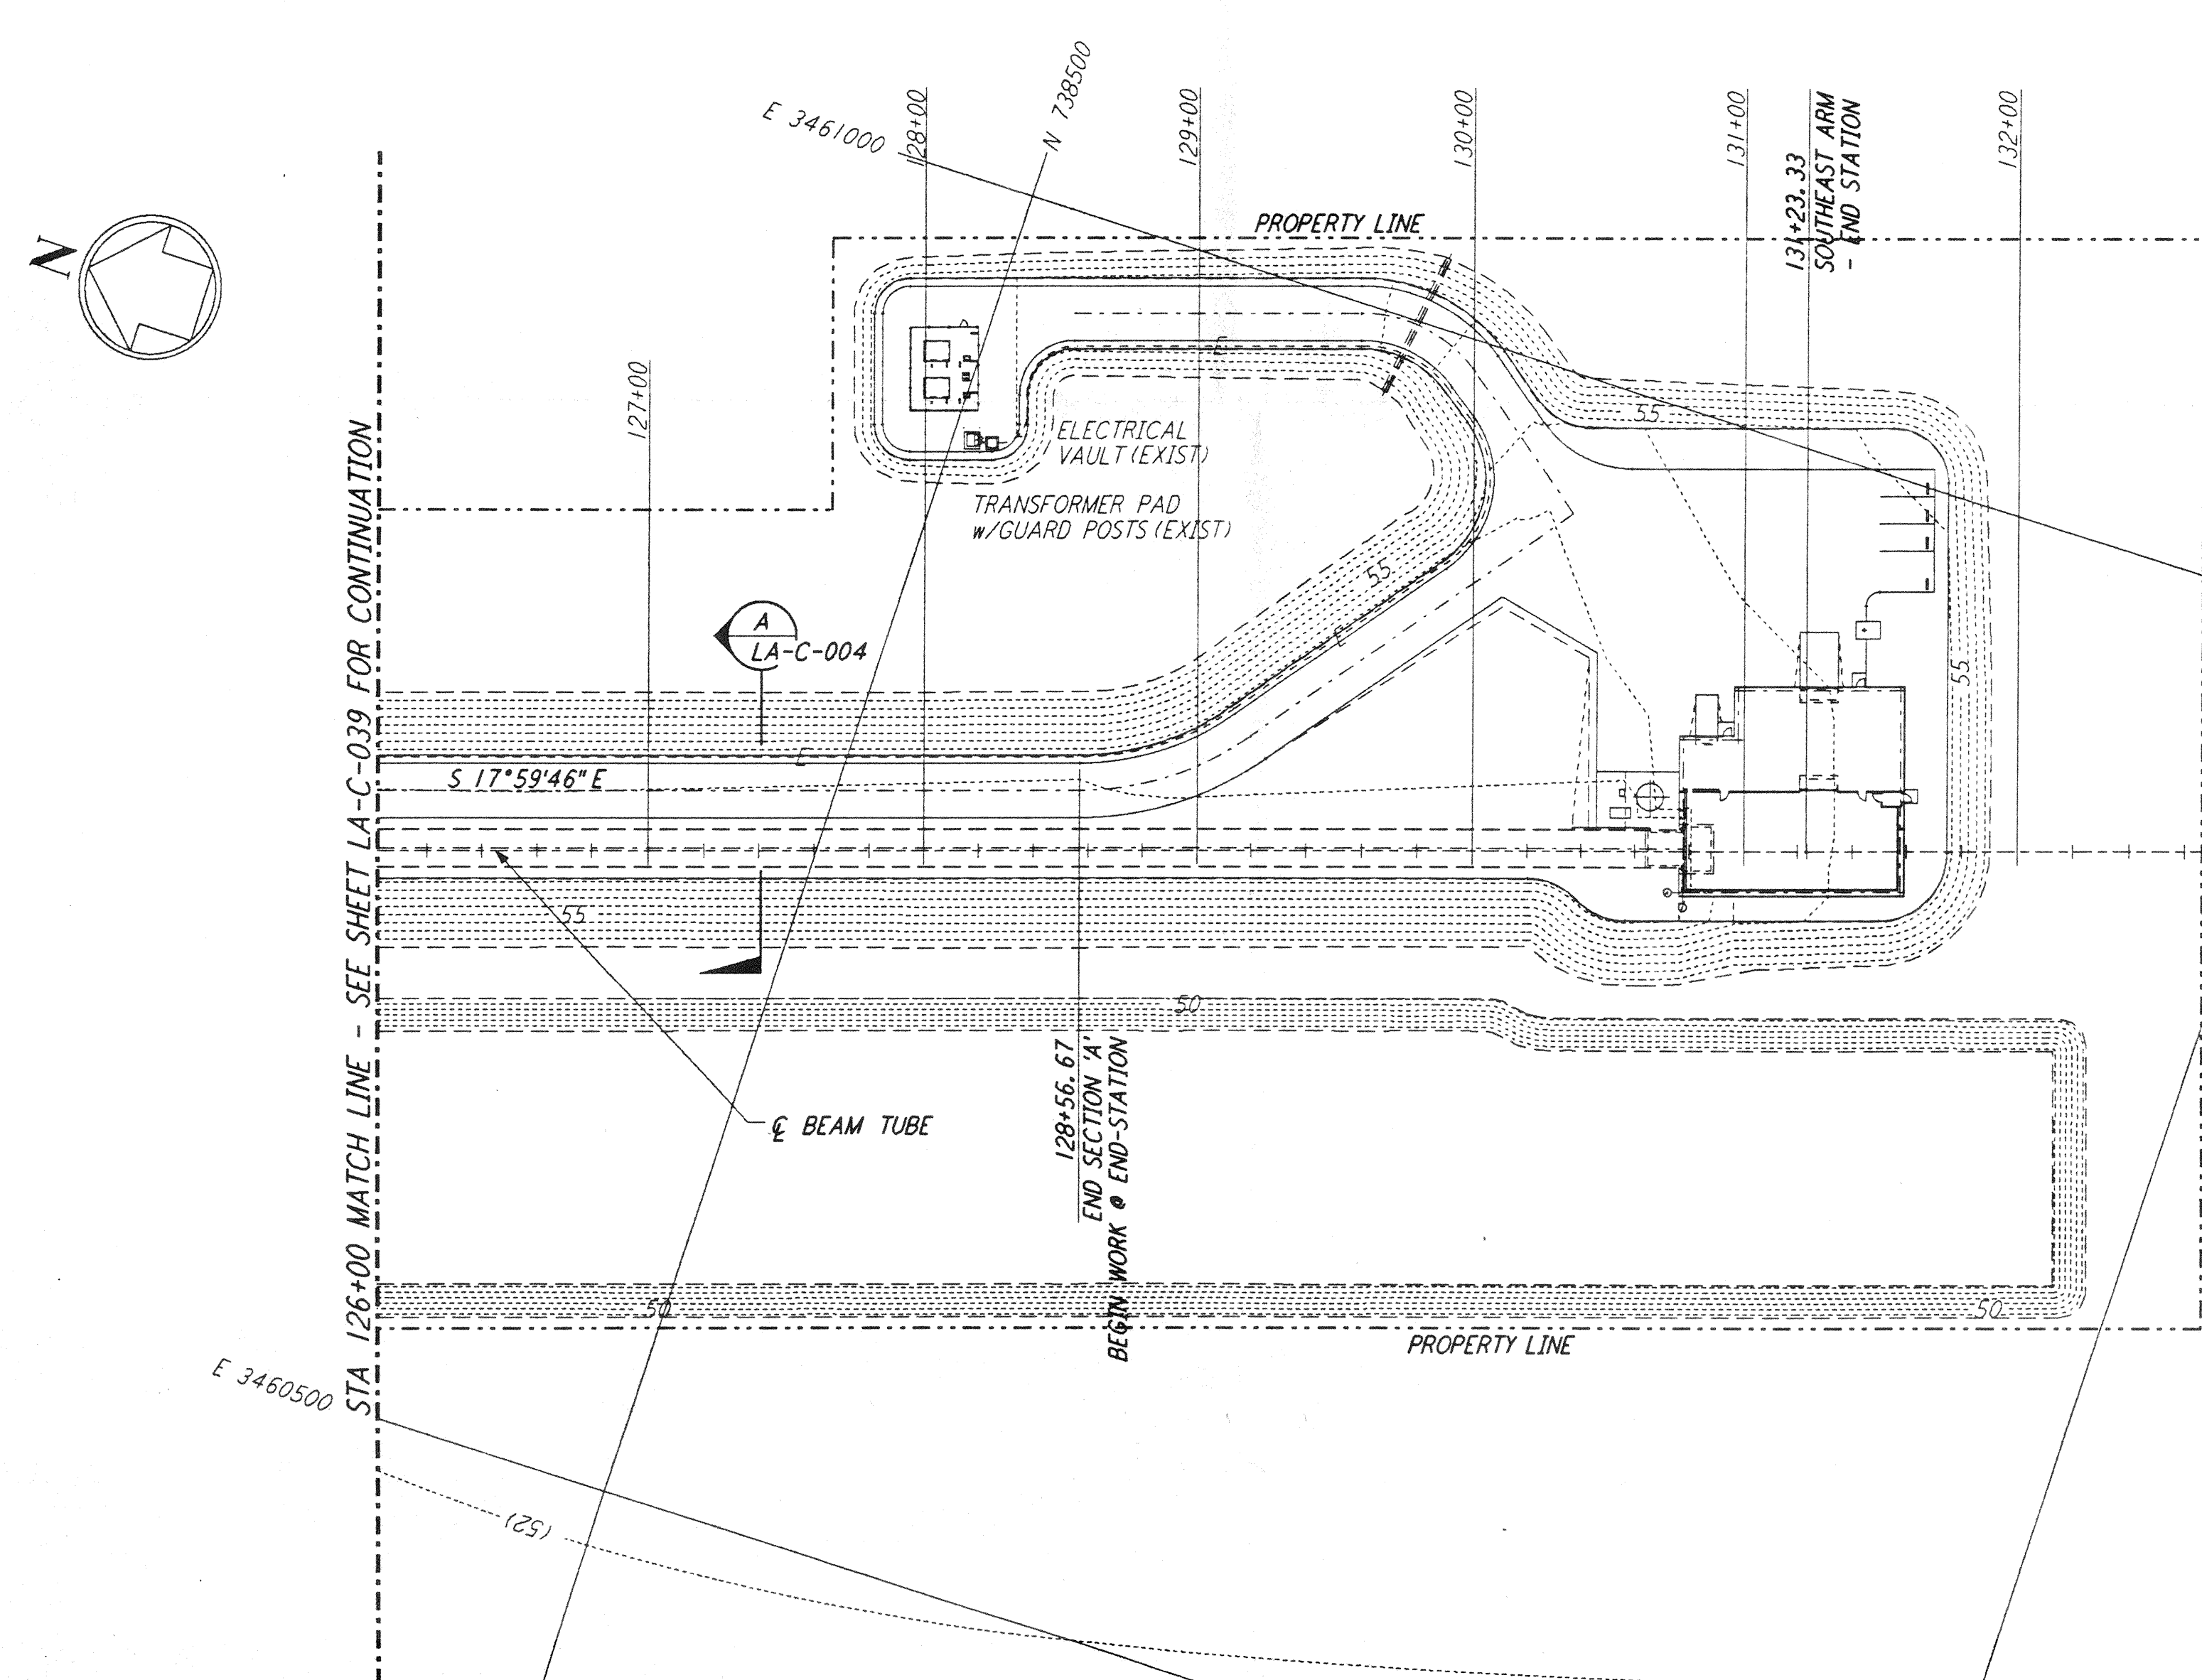 N
E 3461000
128+00
N 738500
129+00
130+00
131+00
131+23.33
SOUTHEAST ARM
- END STATION
132+00
PROPERTY LINE
127+00
E
55
ELECTRICAL
VAULT (EXIST)
TRANSFORMER PAD
w/GUARD POSTS (EXIST)
55
A
LA-C-004
E
55
E
S 17°59'46" E
STA 126+00 MATCH LINE - SEE SHEET LA-C-039 FOR CONTINUATION
55
50
128+56.67
END SECTION 'A'
BEGIN WORK @ END-STATION
℄ BEAM TUBE
50
50
PROPERTY LINE
E 3460500
(52)